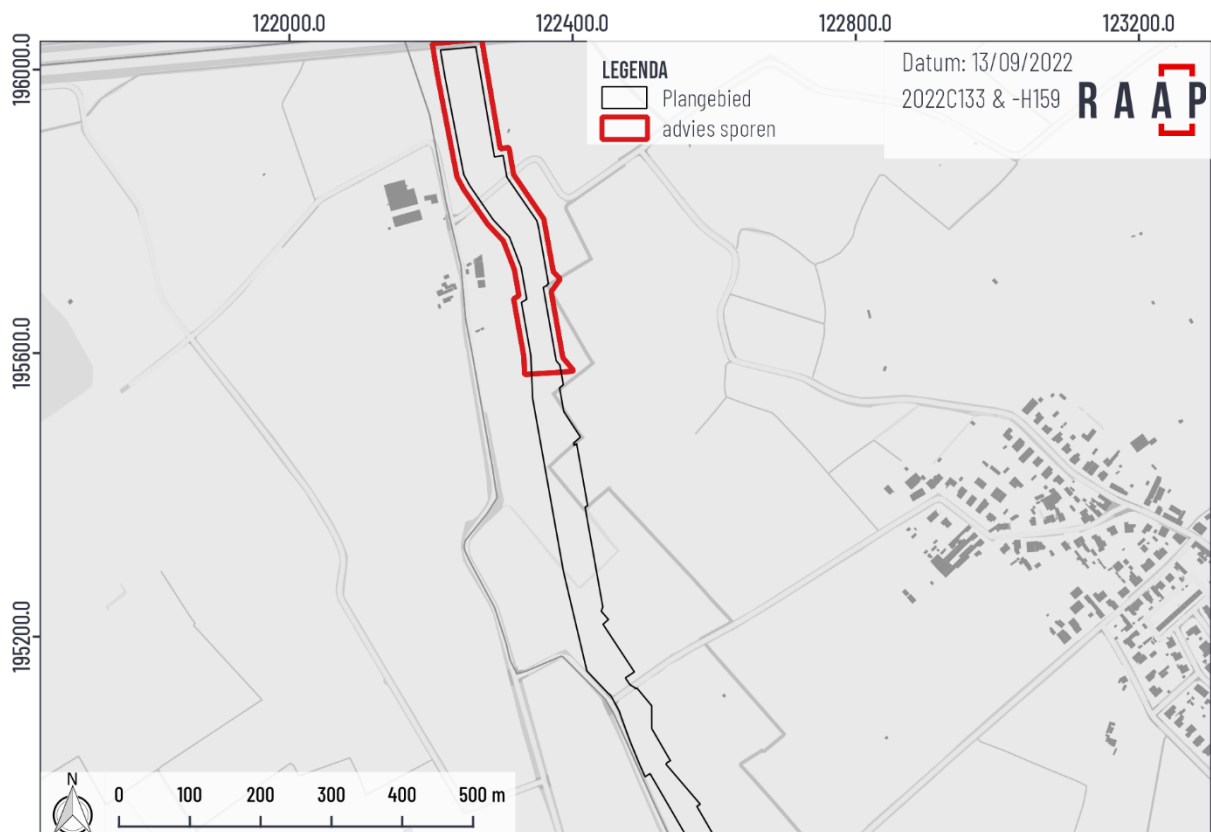 122000.0 122400.0 122800.0 123200.0
196000.0
195600.0
195200.0
LEGENDA
Plangebied
advies sporen
Datum: 13/09/2022
2022C133 & -H159
RAAP
N
0 100 200 300 400 500 m